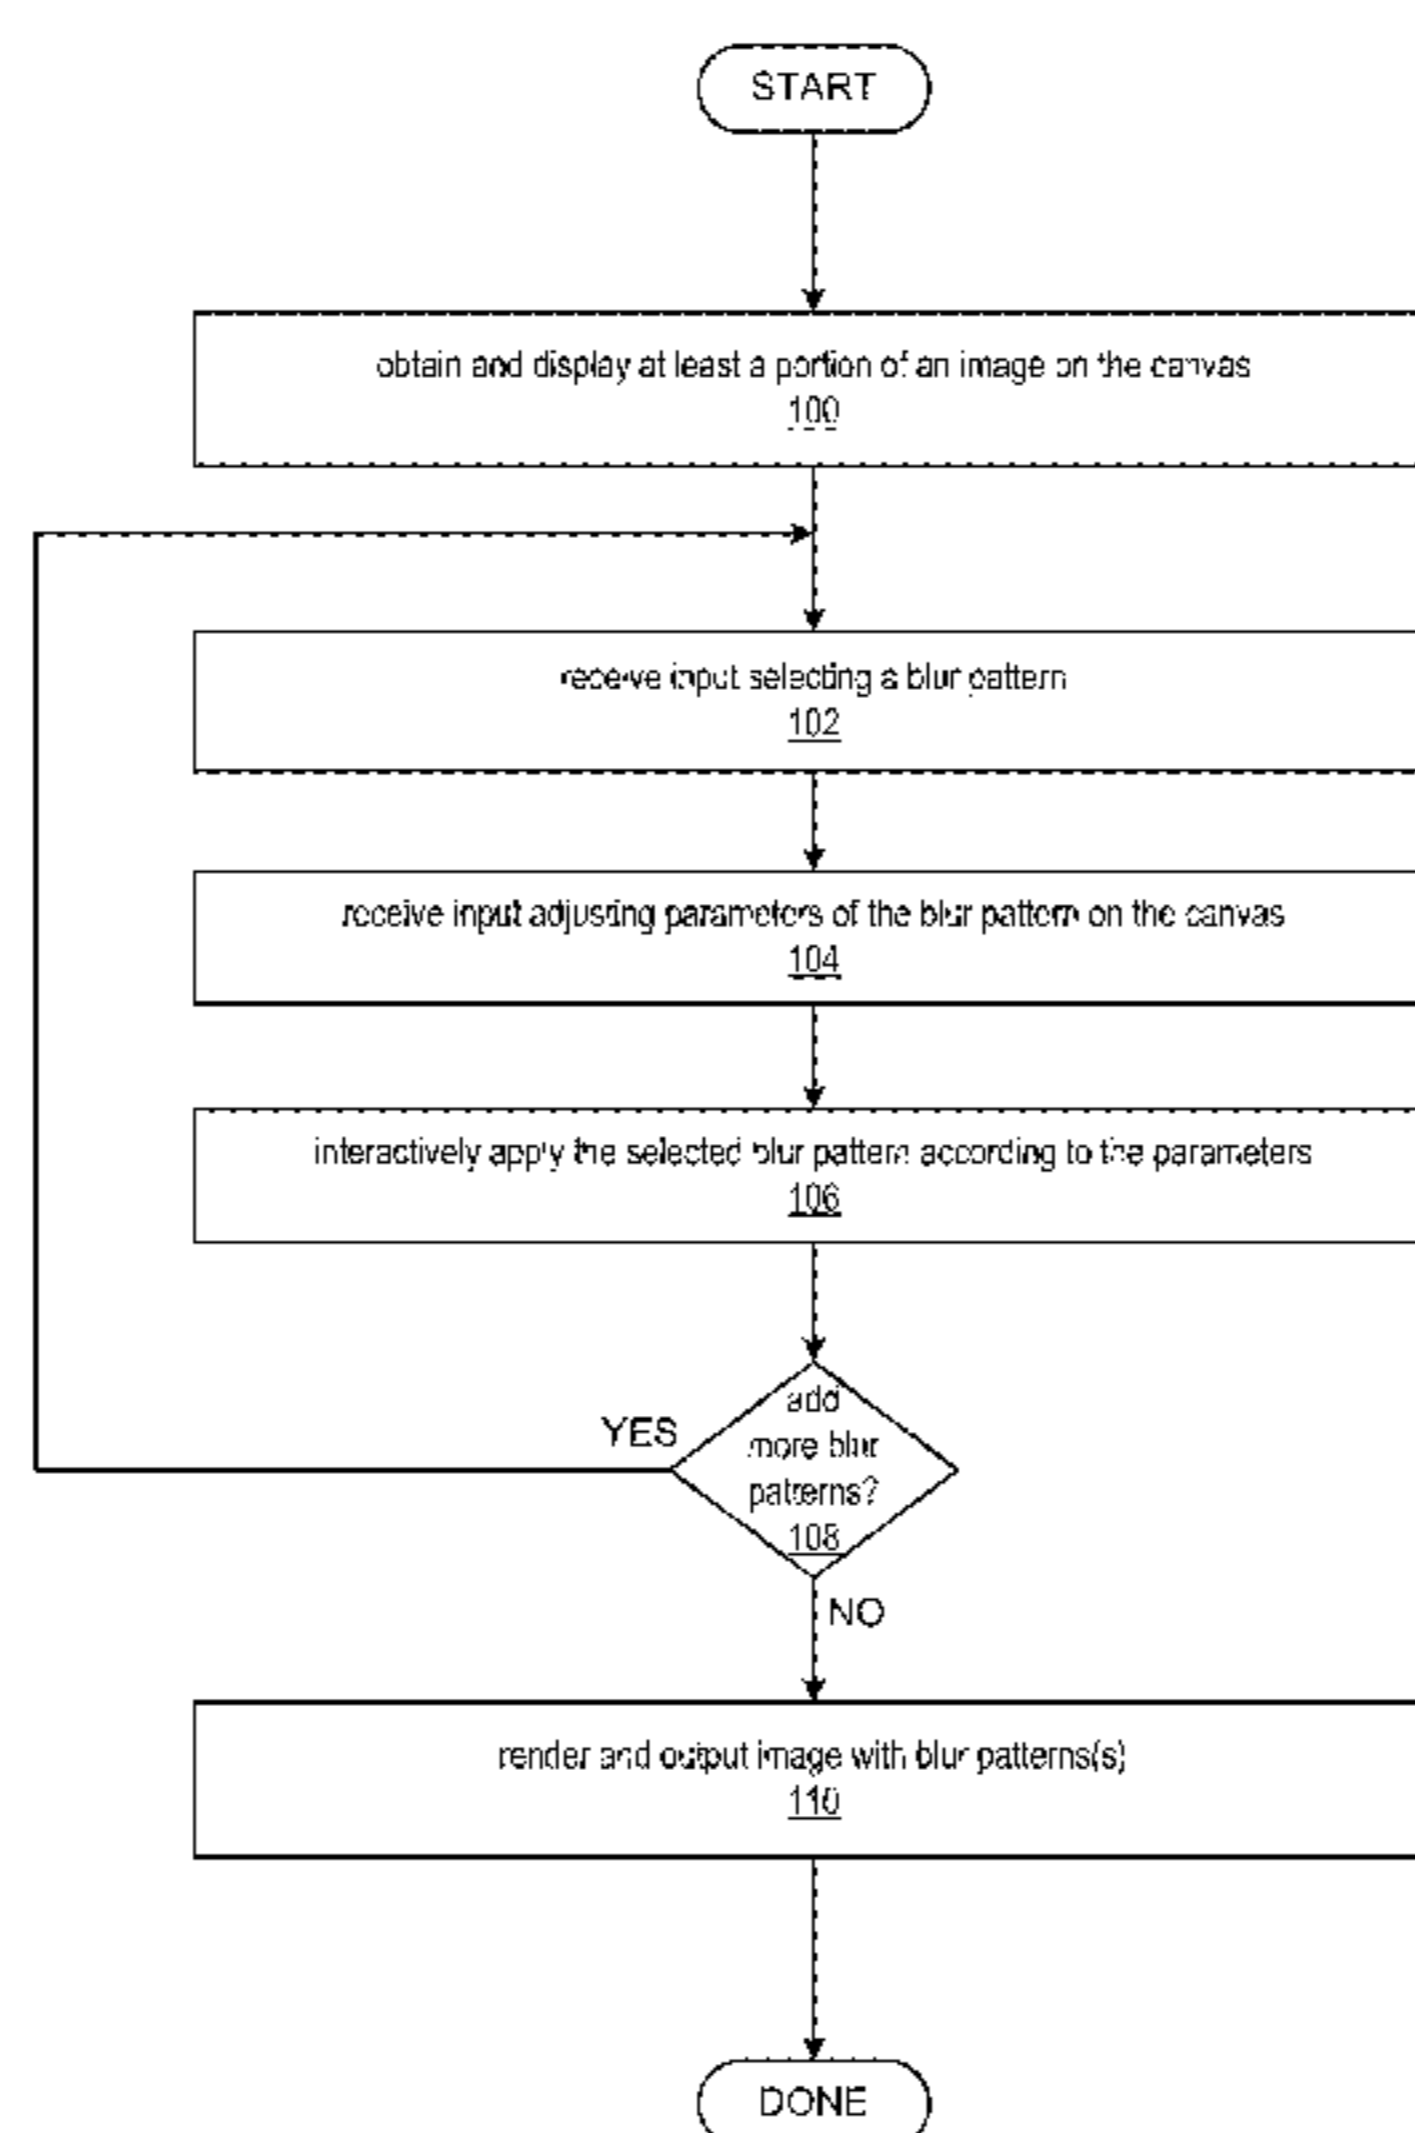 START
obtain and display at least a portion of an image on the canvas
100
receive input selecting a blur pattern
102
receive input adjusting parameters of the blur pattern on the canvas
104
interactively apply the selected blur pattern according to the parameters
106
add
more blur
patterns?
108
YES
NO
render and output image with blur patterns(s)
110
DONE